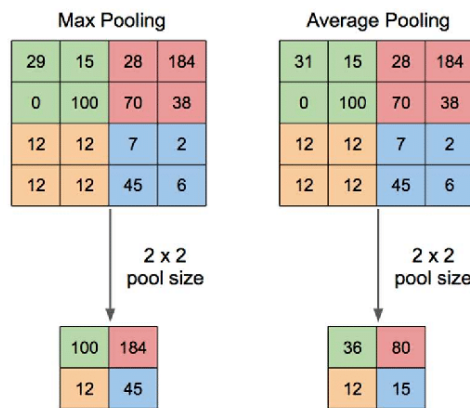 Max Pooling
29 15 28 184
0 100 70 38
12 12 7 2
12 12 45 6
2 x 2
pool size
100 184
12 45
Average Pooling
31 15 28 184
0 100 70 38
12 12 7 2
12 12 45 6
2 x 2
pool size
36 80
12 15